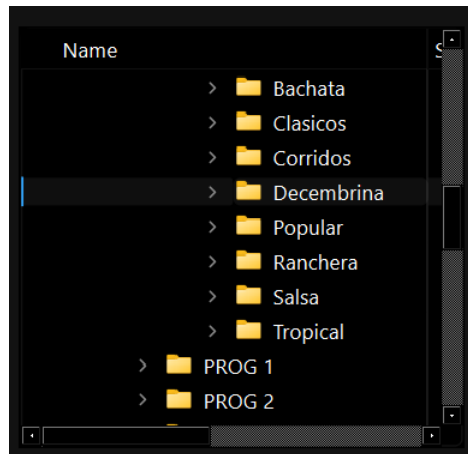 Name
Bachata
Clasicos
Corridos
Decembrina
Popular
Ranchera
Salsa
Tropical
PROG 1
PROG 2